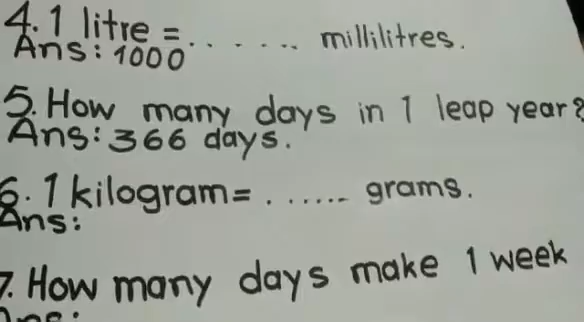 4. 1 litre = . . . . . . . millilitres.
Ans: 1000
5. How many days in 1 leap year?
Ans: 366 days.
6. 1 kilogram = . . . . . . grams.
Ans:
7. How many days make 1 week
Ans: